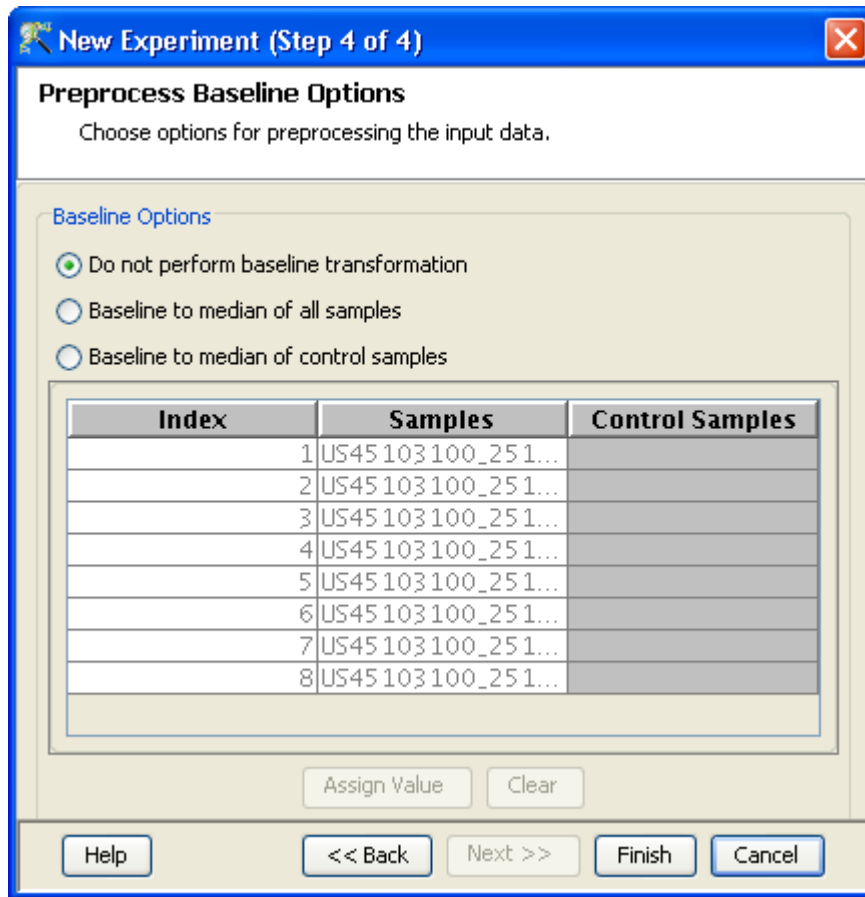 New Experiment (Step 4 of 4)
Preprocess Baseline Options
Choose options for preprocessing the input data.
Baseline Options
Do not perform baseline transformation
Baseline to median of all samples
Baseline to median of control samples
Index Samples Control Samples
1 US45103100_251...
2 US45103100_251...
3 US45103100_251...
4 US45103100_251...
5 US45103100_251...
6 US45103100_251...
7 US45103100_251...
8 US45103100_251...
Assign Value Clear
Help << Back Next >> Finish Cancel